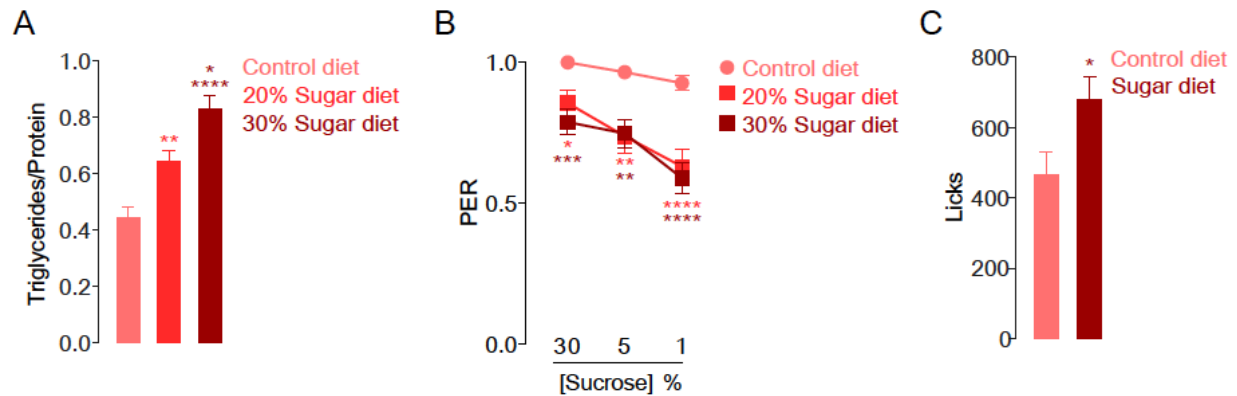 A
Triglycerides/Protein
1.0
0.8
0.6
0.4
0.2
0.0
**
*
****
Control diet
20% Sugar diet
30% Sugar diet
B
PER
1.0
0.5
0.0
*
***
**
**
****
****
30 5 1
[Sucrose] %
Control diet
20% Sugar diet
30% Sugar diet
C
Licks
800
600
400
200
0
*
Control diet
Sugar diet